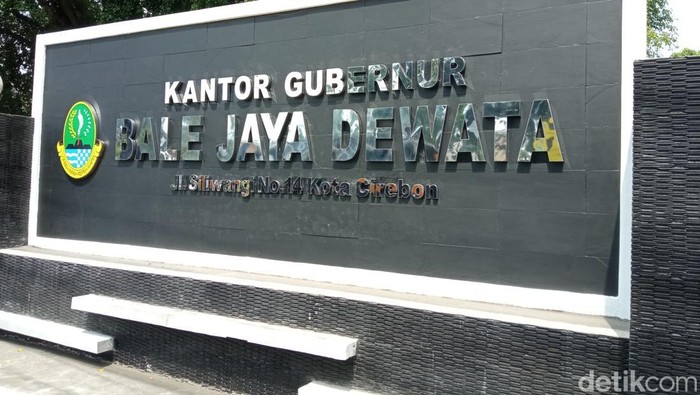 KANTOR GUBERNUR
BALE JAYA DEWATA
Jl Siliwangi No.14 Kota Cirebon
detikcom